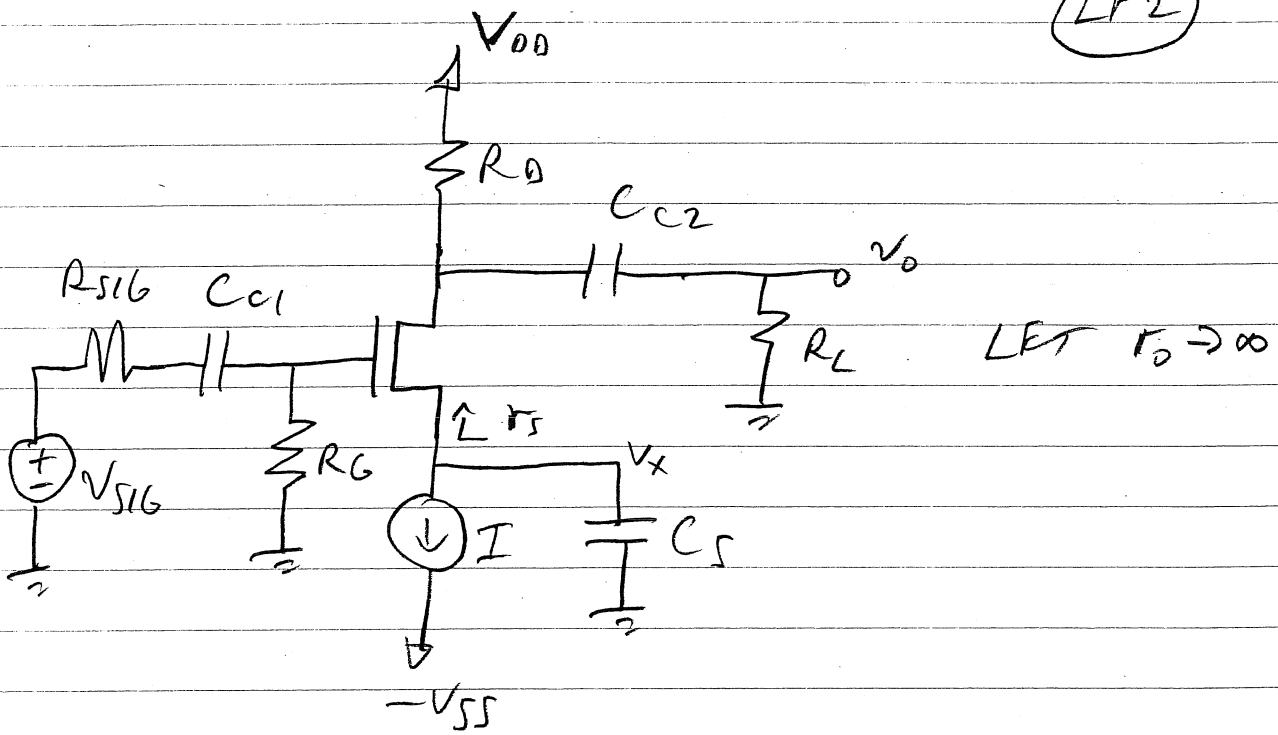 LF2
VDD
RD
CC2
vo
RSIG CC1
RL LET ro → ∞
rs
vx
+
-
VSIG
RG
I
CS
-VSS